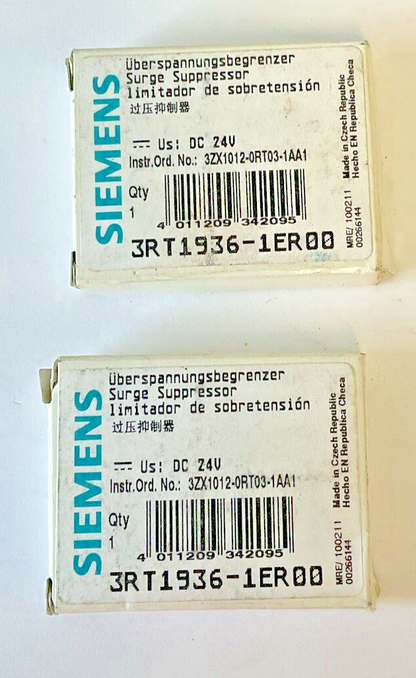 SIEMENS
Überspannungsbegrenzer
Surge Suppressor
limitador de sobretensión
过压抑制器
Us: DC 24V
Instr.Ord. No.: 3ZX1012-0RT03-1AA1
Qty
1
4 011209 342095
3RT1936-1ER00
Made in Czech Republic
Hecho EN Republica Checa
MRE/ 100211
00266144
SIEMENS
Überspannungsbegrenzer
Surge Suppressor
limitador de sobretensión
过压抑制器
Us: DC 24V
Instr.Ord. No.: 3ZX1012-0RT03-1AA1
Qty
1
4 011209 342095
3RT1936-1ER00
Made in Czech Republic
Hecho EN Republica Checa
MRE/ 100211
00266144